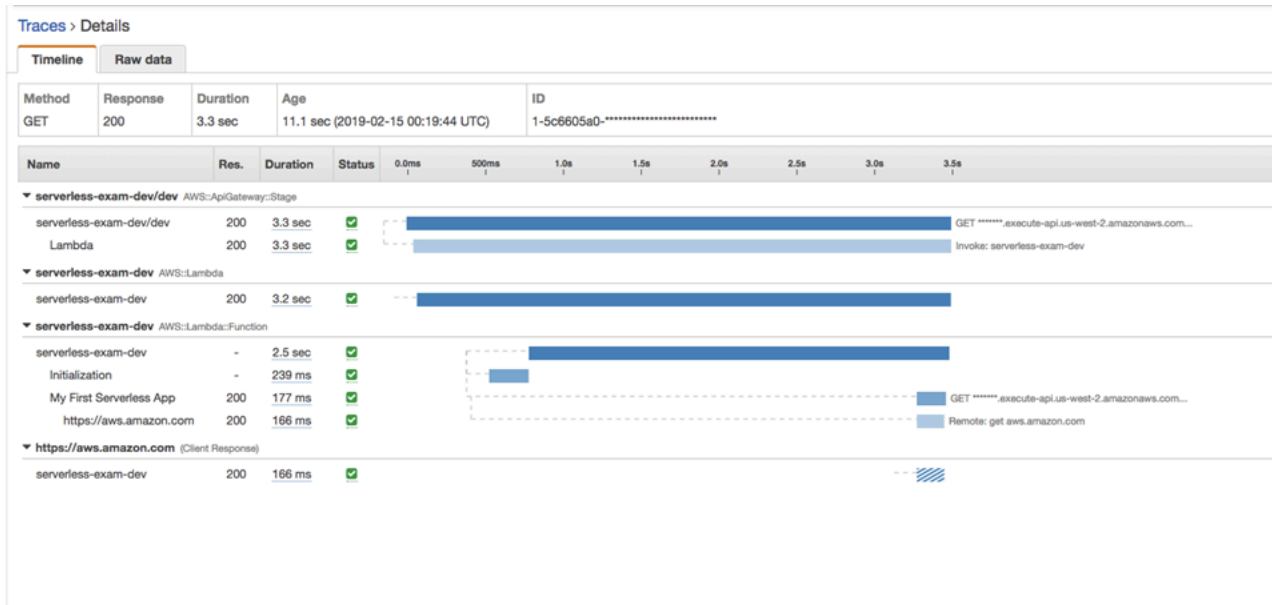 Traces > Details
Timeline Raw data
Method Response Duration Age ID
GET 200 3.3 sec 11.1 sec (2019-02-15 00:19:44 UTC) 1-5c6605a0-************************
Name Res. Duration Status 0.0ms 500ms 1.0s 1.5s 2.0s 2.5s 3.0s 3.5s
serverless-exam-dev/dev AWS::ApiGateway::Stage
serverless-exam-dev/dev 200 3.3 sec GET *******.execute-api.us-west-2.amazonaws.com...
Lambda 200 3.3 sec Invoke: serverless-exam-dev
serverless-exam-dev AWS::Lambda
serverless-exam-dev 200 3.2 sec
serverless-exam-dev AWS::Lambda::Function
serverless-exam-dev - 2.5 sec
Initialization - 239 ms
My First Serverless App 200 177 ms GET *******.execute-api.us-west-2.amazonaws.com...
https://aws.amazon.com 200 166 ms Remote: get aws.amazon.com
https://aws.amazon.com (Client Response)
serverless-exam-dev 200 166 ms